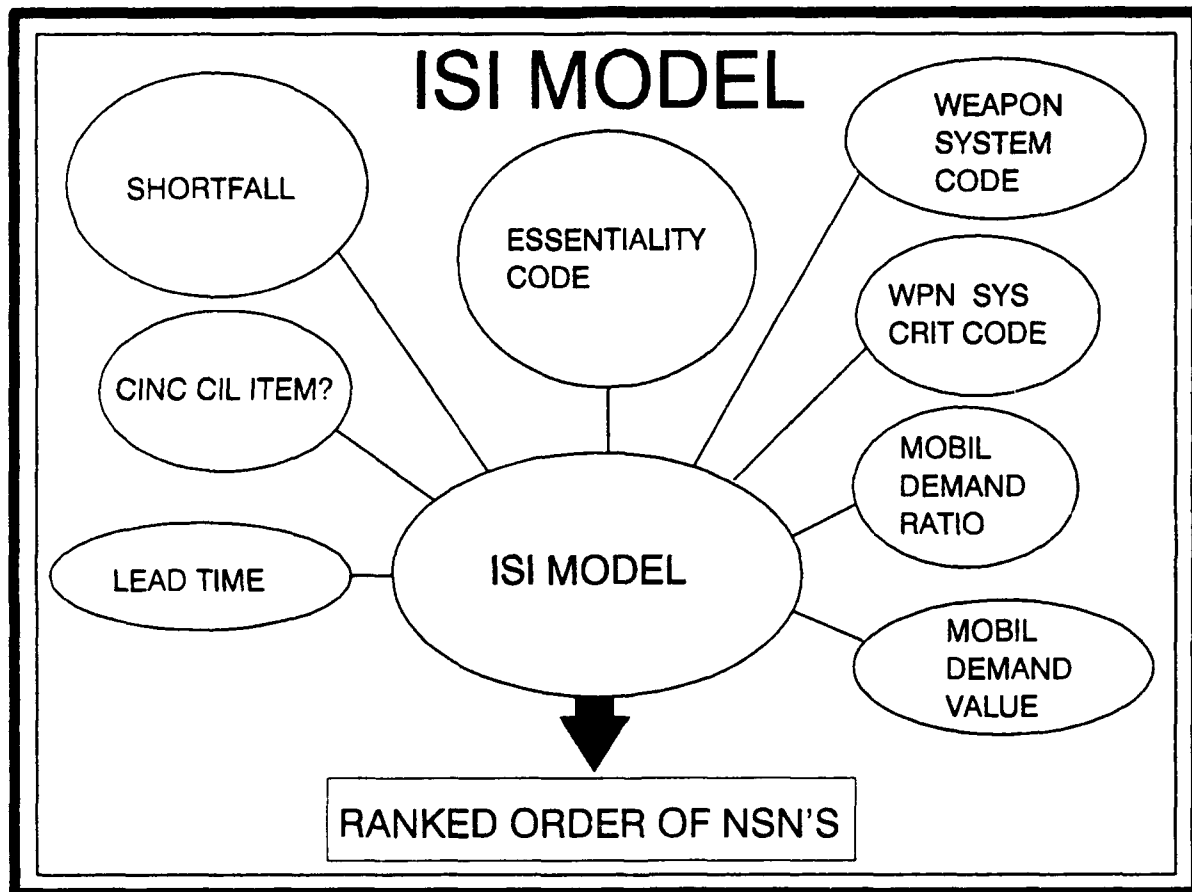 ISI MODEL
SHORTFALL
ESSENTIALITY
CODE
WEAPON
SYSTEM
CODE
CINC CIL ITEM?
WPN SYS
CRIT CODE
LEAD TIME
ISI MODEL
MOBIL
DEMAND
RATIO
MOBIL
DEMAND
VALUE
RANKED ORDER OF NSN'S